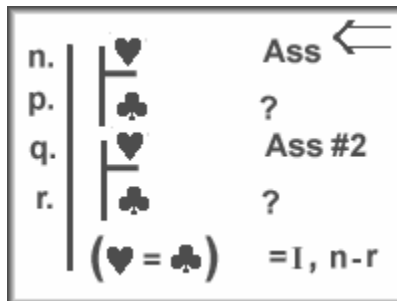 n. ♥ Ass
p. ♣ ?
q. ♥ Ass #2
r. ♣ ?
(♥ = ♣) =I, n-r